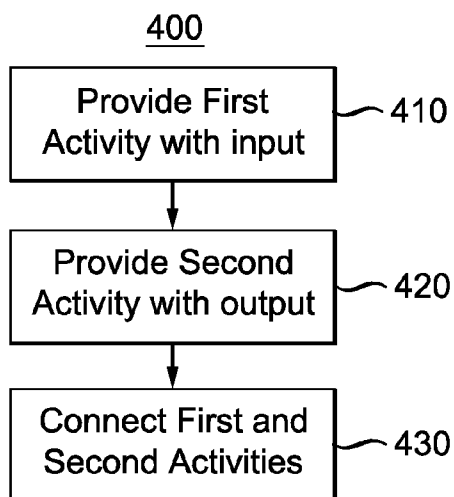 400
Provide First
Activity with input
410
Provide Second
Activity with output
420
Connect First and
Second Activities
430